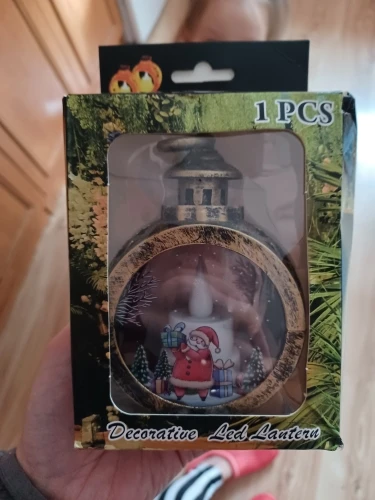 1 PCS
Decorative Led Lantern